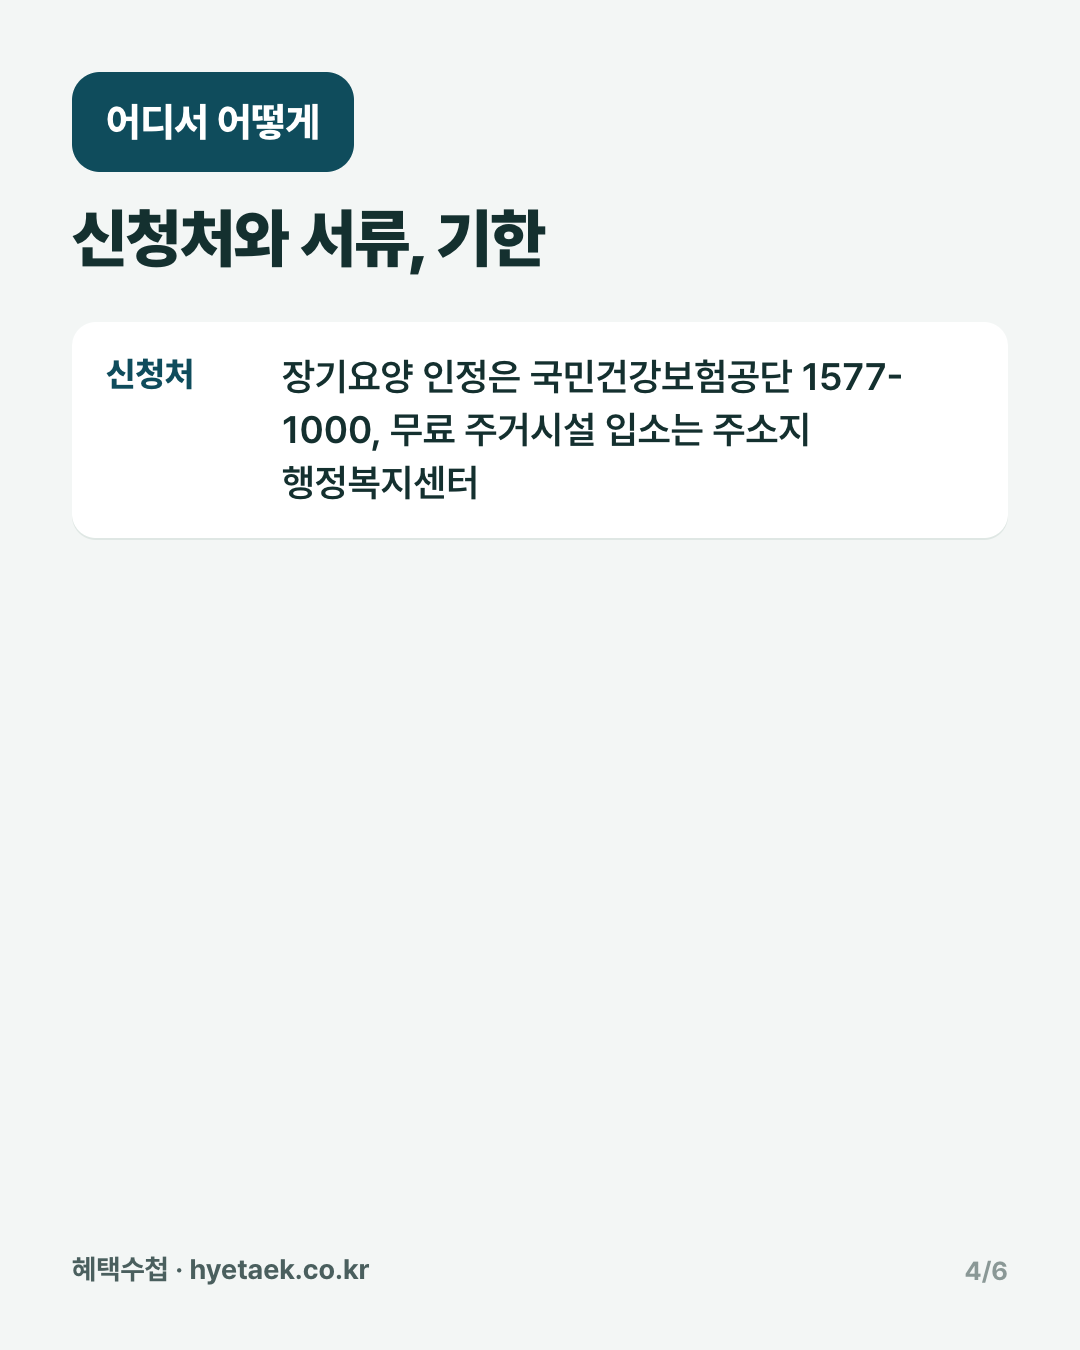 어디서 어떻게
신청처와 서류, 기한
신청처
장기요양 인정은 국민건강보험공단 1577-
1000, 무료 주거시설 입소는 주소지
행정복지센터
혜택수첩 · hyetaek.co.kr
4/6